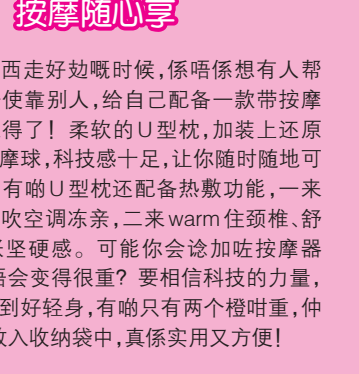 按摩随心享
西走好攰嘅时候,係唔係想有人帮
使靠别人,给自己配备一款带按摩
得了！柔软的U型枕,加装上还原
摩球,科技感十足,让你随时随地可
有啲U型枕还配备热敷功能,一来
吹空调冻亲,二来warm住颈椎、舒
坚硬感。可能你会谂加咗按摩器
会变得很重？要相信科技的力量,
到好轻身,有啲只有两个橙咁重,仲
放入收纳袋中,真係实用又方便！